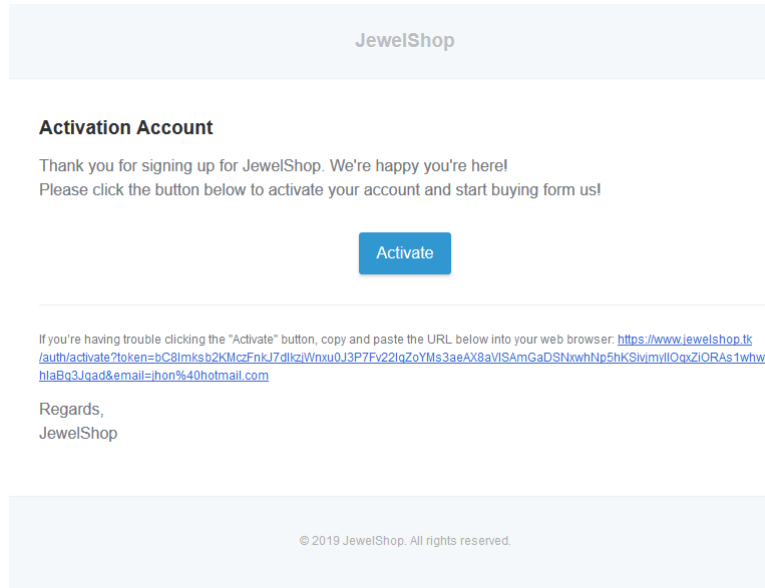 JewelShop
Activation Account
Thank you for signing up for JewelShop. We're happy you're here!
Please click the button below to activate your account and start buying form us!
Activate
If you're having trouble clicking the "Activate" button, copy and paste the URL below into your web browser: https://www.jewelshop.tk
/auth/activate?
hIaBg3Jqad&email=jhon%40hotmail.com
Regards,
JewelShop
© 2019 JewelShop. All rights reserved.